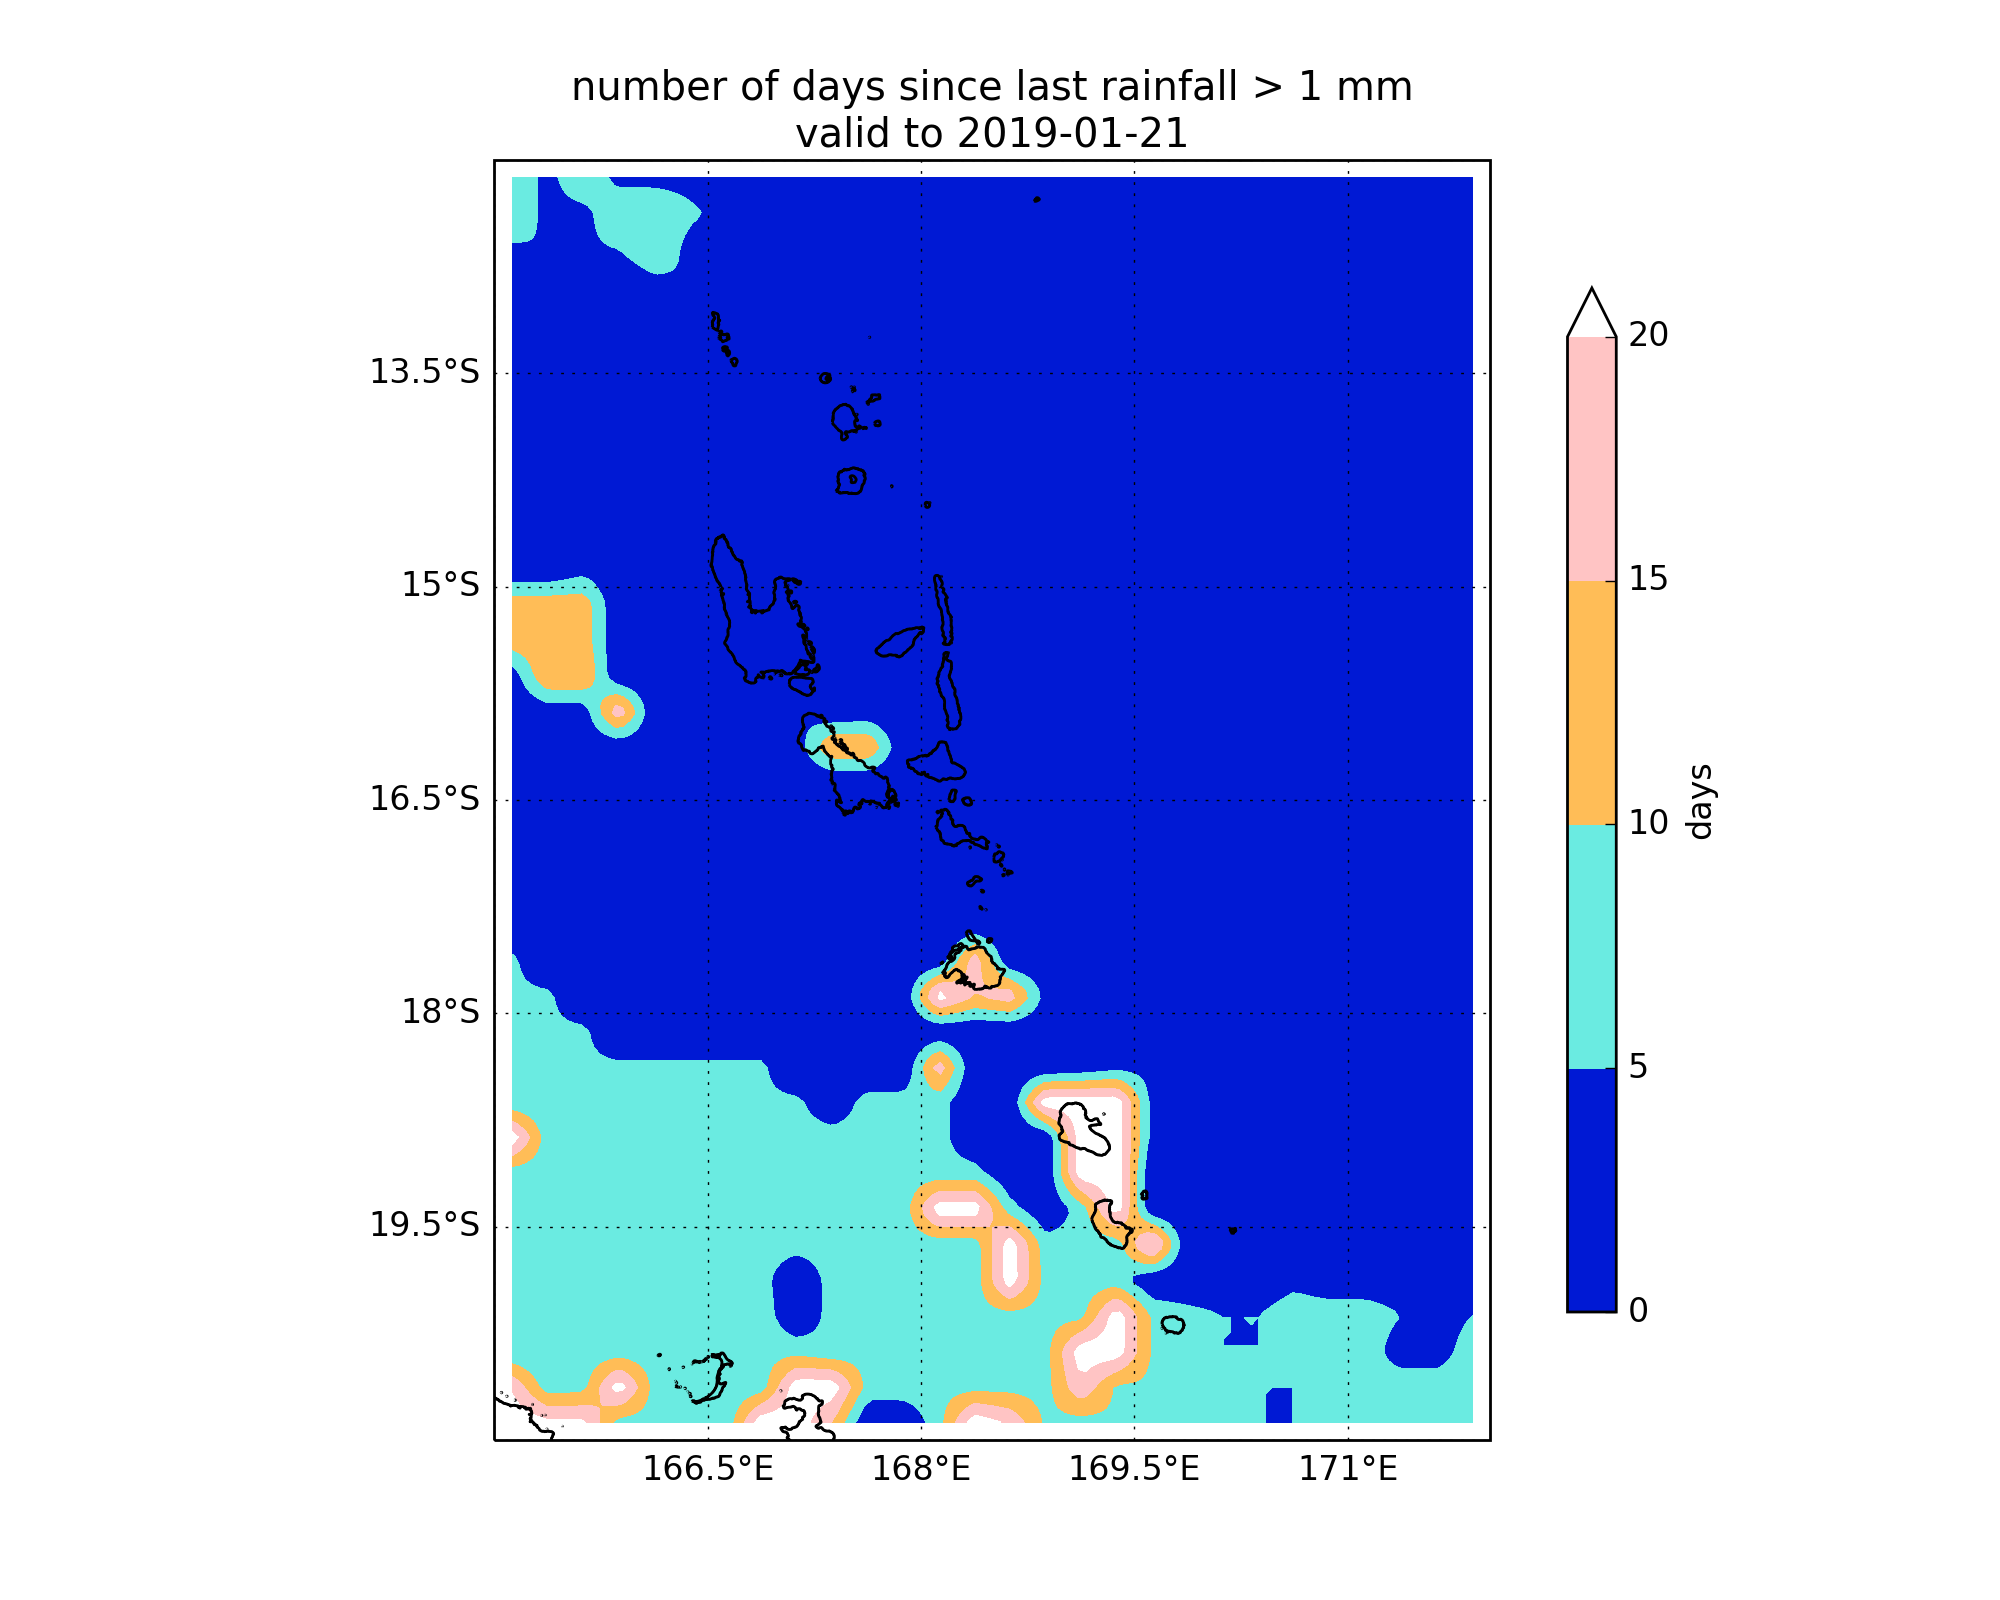 number of days since last rainfall > 1 mm
valid to 2019-01-21
13.5°S
15°S
16.5°S
18°S
19.5°S
166.5°E
168°E
169.5°E
171°E
20
15
10
5
0
days